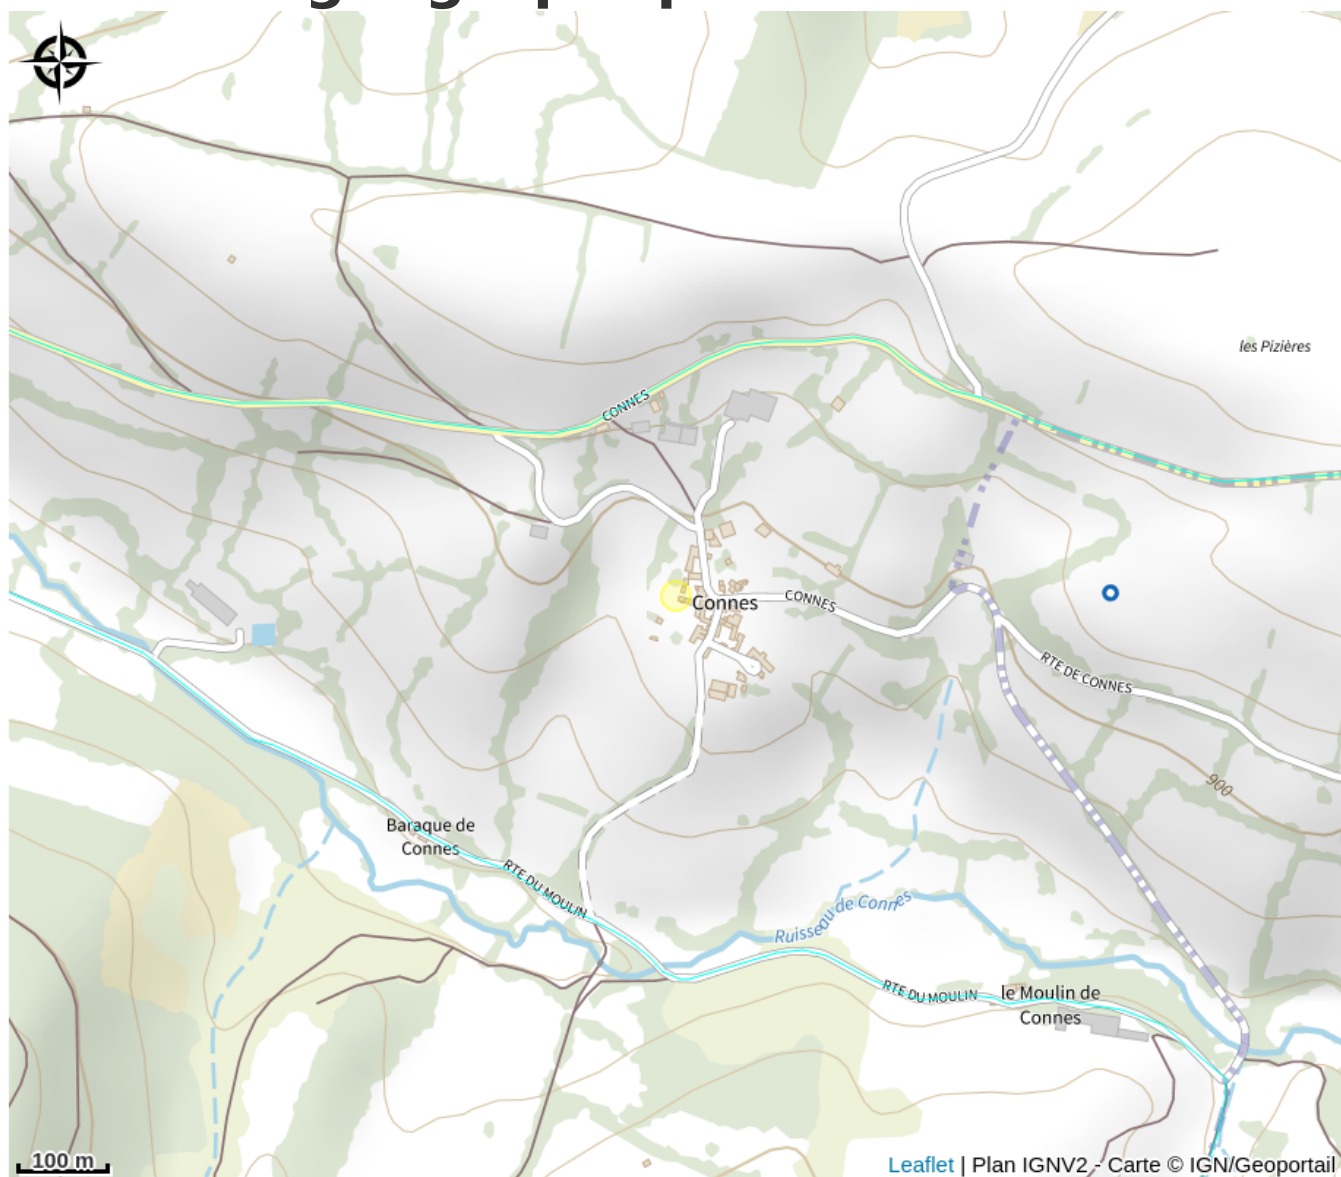 les Pizières
CONNES
Connes
CONNES
RTE DE CONNES
900
Baraque de
Connes
RTE DU MOULIN
Ruisseau de Connes
RTE DU MOULIN
le Moulin de
Connes
100 m
Leaflet | Plan IGNV2 - Carte © IGN/Geoportail